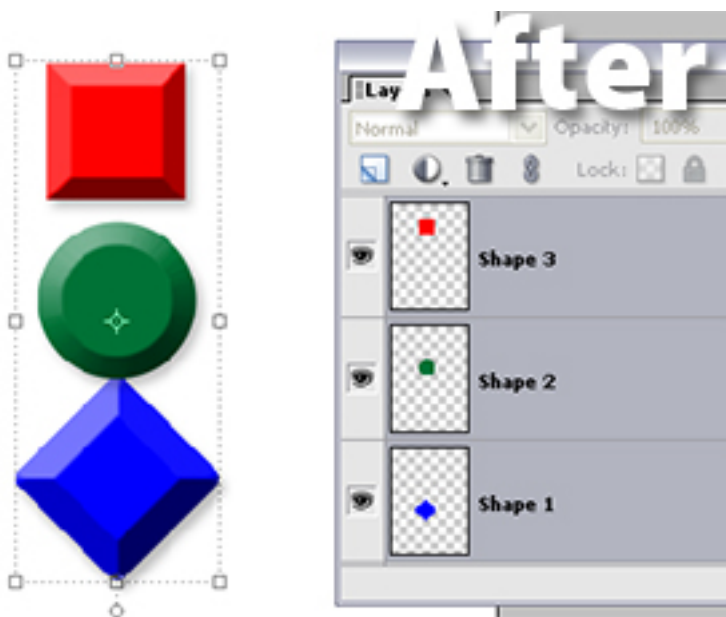 After
Lay
Normal
Opacity: 100%
Lock:
Shape 3
Shape 2
Shape 1